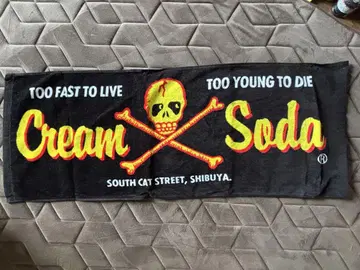 TOO FAST TO LIVE TOO YOUNG TO DIE
Cream Soda
®
SOUTH CAT STREET, SHIBUYA.